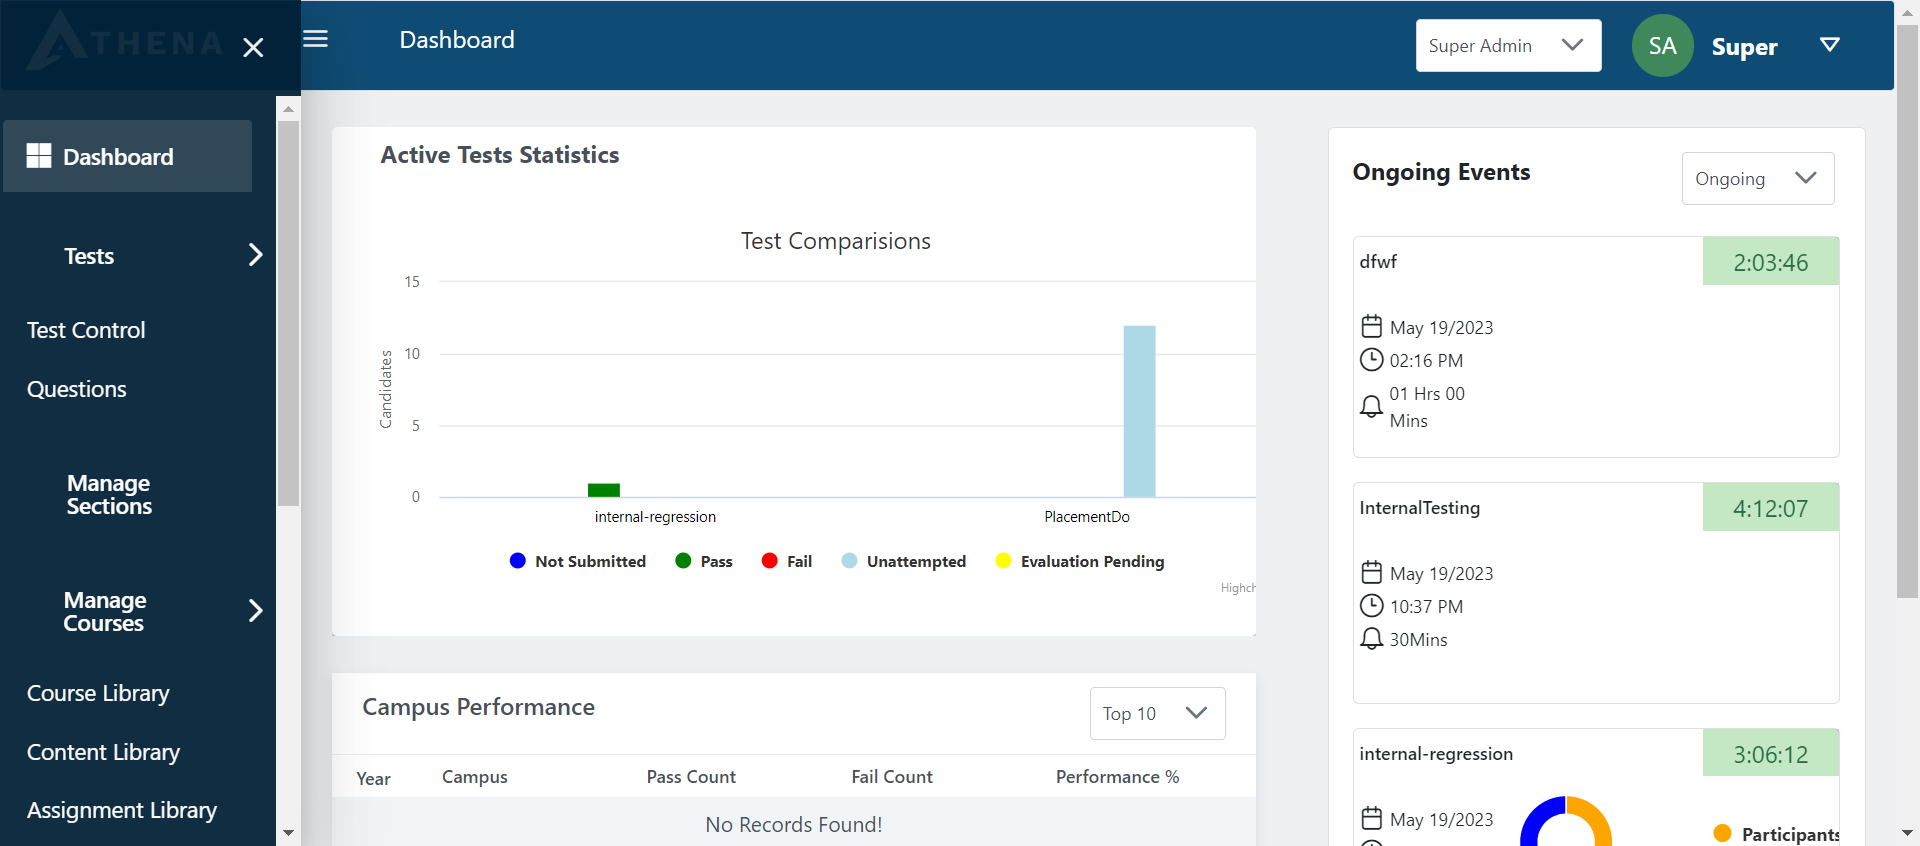 ATHENA
Dashboard
Super Admin
SA
Super
Dashboard
Tests
Test Control
Questions
Manage
Sections
Manage
Courses
Course Library
Content Library
Assignment Library
Active Tests Statistics
Test Comparisions
Candidates
15
10
5
0
internal-regression
PlacementDo
Not Submitted
Pass
Fail
Unattempted
Evaluation Pending
Highch
Campus Performance
Top 10
Year
Campus
Pass Count
Fail Count
Performance %
No Records Found!
Ongoing Events
Ongoing
dfwf
2:03:46
May 19/2023
02:16 PM
01 Hrs 00
Mins
InternalTesting
4:12:07
May 19/2023
10:37 PM
30Mins
internal-regression
3:06:12
May 19/2023
Participants